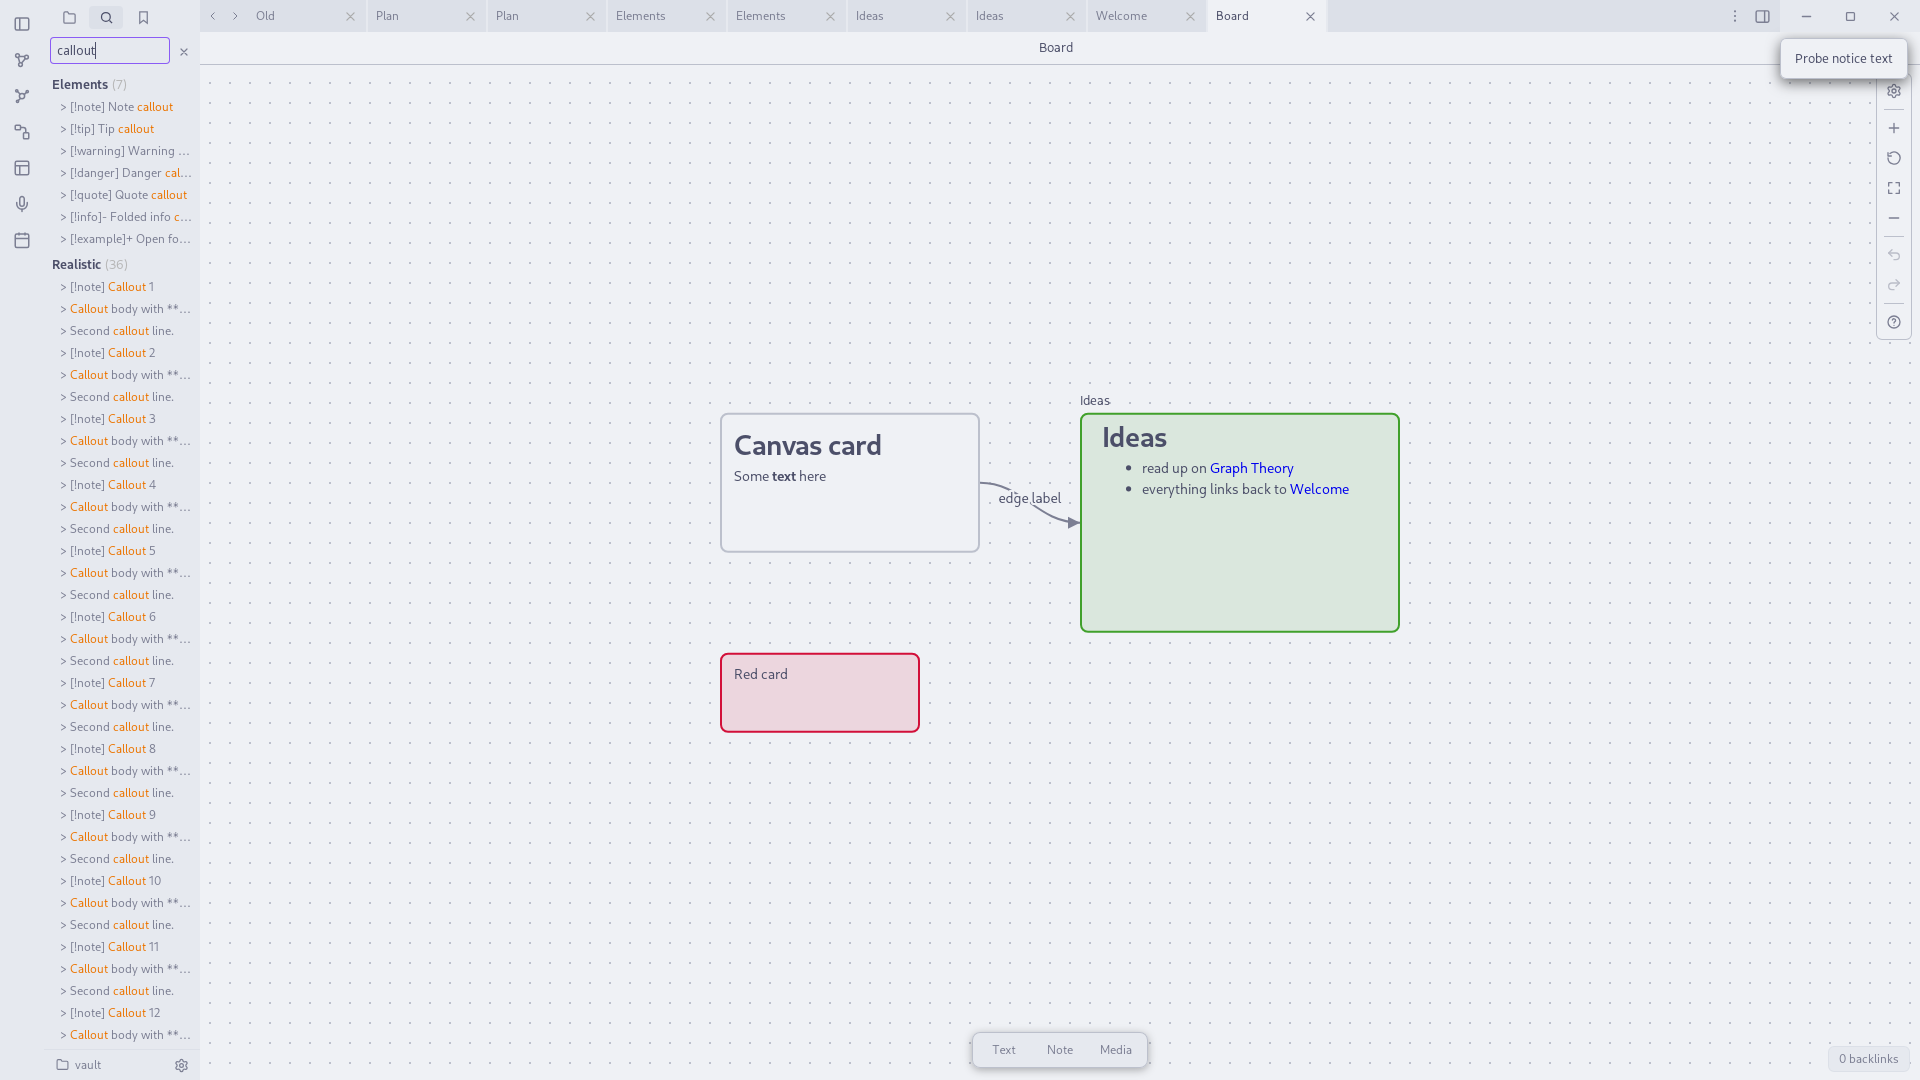 Old
Plan
Plan
Elements
Elements
Ideas
Ideas
Welcome
Board
callout
Board
Probe notice text
Elements (7)
> [!note] Note callout
> [!tip] Tip callout
> [!warning] Warning ...
> [!danger] Danger cal...
> [!quote] Quote callout
> [!info]- Folded info c...
> [!example]+ Open fo...
Realistic (36)
> [!note] Callout 1
> Callout body with **...
> Second callout line.
> [!note] Callout 2
> Callout body with **...
> Second callout line.
> [!note] Callout 3
> Callout body with **...
> Second callout line.
> [!note] Callout 4
> Callout body with **...
> Second callout line.
> [!note] Callout 5
> Callout body with **...
> Second callout line.
> [!note] Callout 6
> Callout body with **...
> Second callout line.
> [!note] Callout 7
> Callout body with **...
> Second callout line.
> [!note] Callout 8
> Callout body with **...
> Second callout line.
> [!note] Callout 9
> Callout body with **...
> Second callout line.
> [!note] Callout 10
> Callout body with **...
> Second callout line.
> [!note] Callout 11
> Callout body with **...
> Second callout line.
> [!note] Callout 12
> Callout body with **...
vault
Canvas card
Some text here
edge label
Ideas
Ideas
• read up on Graph Theory
• everything links back to Welcome
Red card
Text
Note
Media
0 backlinks